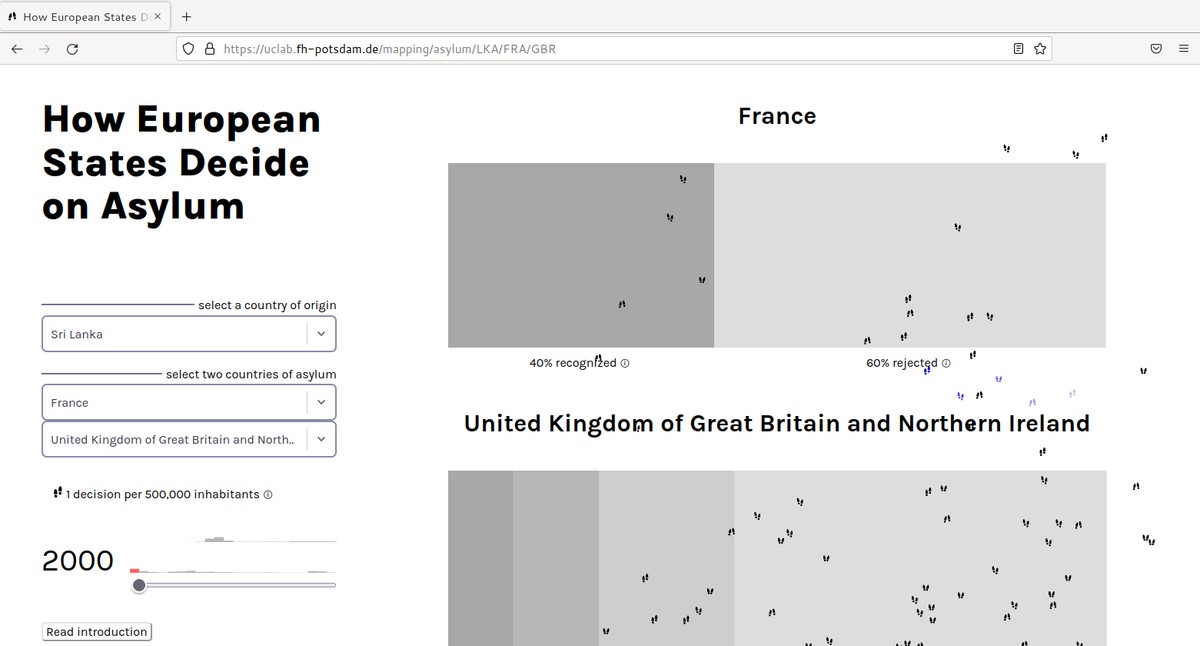 How European States D
https://uclab.fh-potsdam.de/mapping/asylum/LKA/FRA/GBR
How European
States Decide
on Asylum
select a country of origin
Sri Lanka
select two countries of asylum
France
United Kingdom of Great Britain and North..
1 decision per 500,000 inhabitants
2000
Read introduction
France
40% recognized
60% rejected
United Kingdom of Great Britain and Northern Ireland